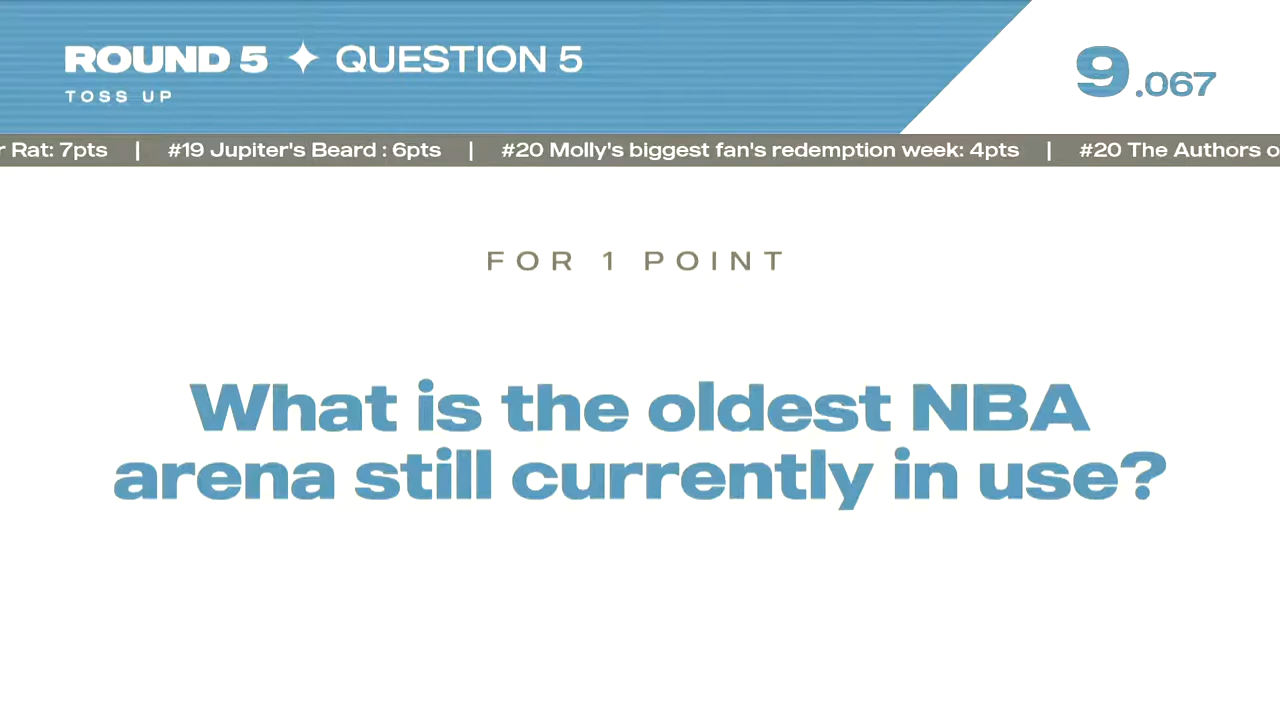 ROUND 5 ✦ QUESTION 5
TOSS UP
9.067
r Rat: 7pts | #19 Jupiter's Beard : 6pts | #20 Molly's biggest fan's redemption week: 4pts | #20 The Authors o
FOR 1 POINT
What is the oldest NBA
arena still currently in use?